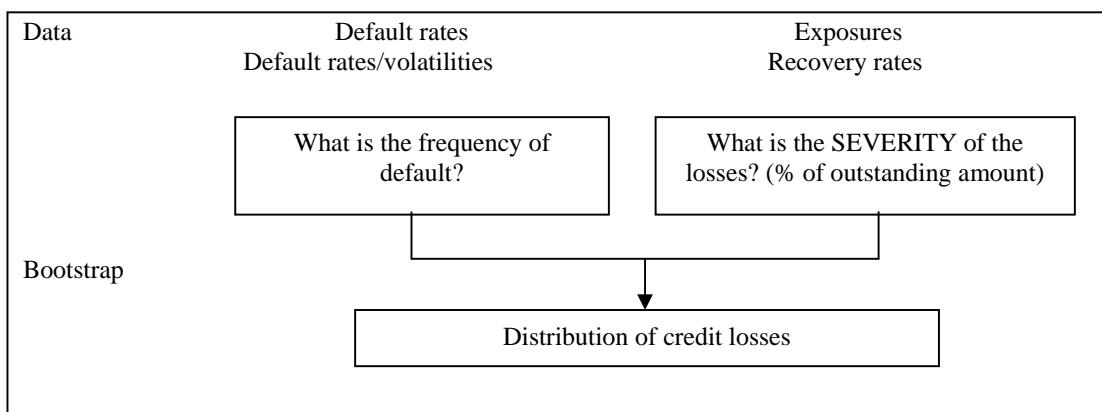 Data Default rates Exposures
Default rates/volatilities Recovery rates
What is the frequency of
default?
What is the SEVERITY of the
losses? (% of outstanding amount)
Bootstrap
Distribution of credit losses